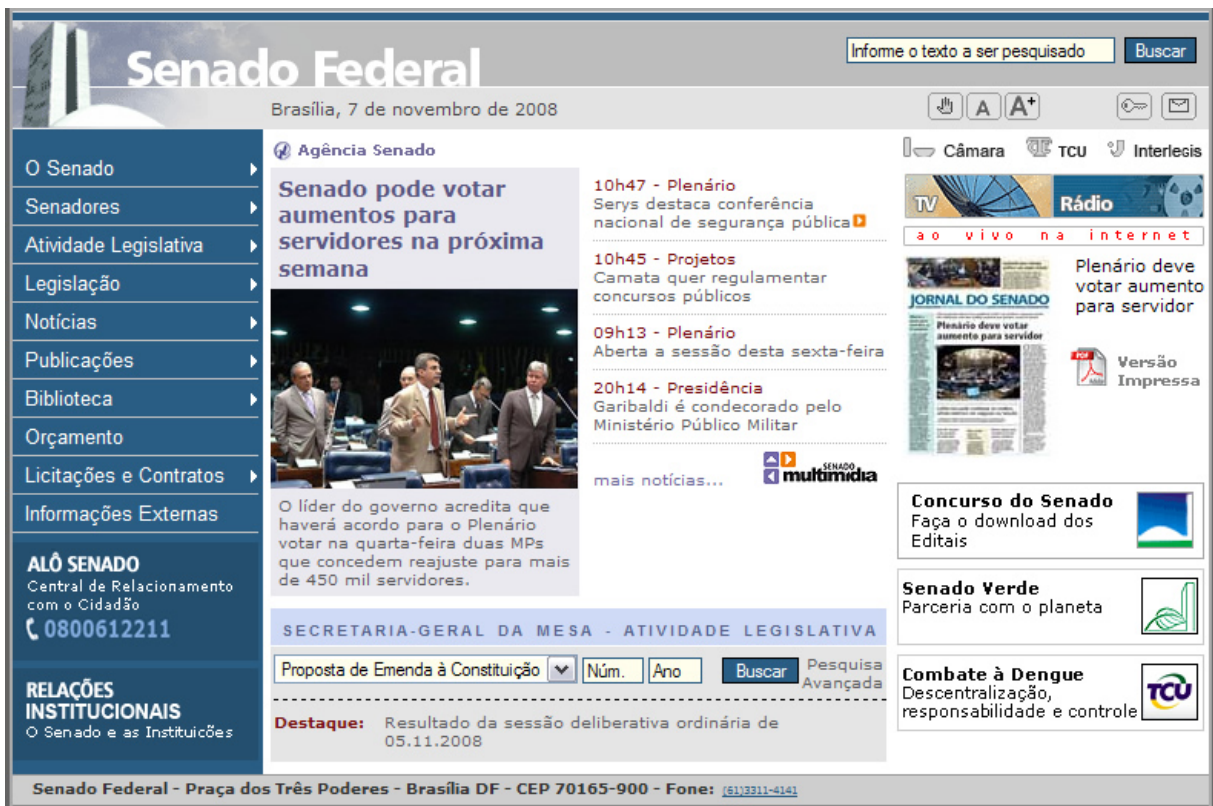 Senado Federal
Informe o texto a ser pesquisado
Buscar
Brasília, 7 de novembro de 2008
A
A+
O Senado
Senadores
Atividade Legislativa
Legislação
Notícias
Publicações
Biblioteca
Orçamento
Licitações e Contratos
Informações Externas
ALÔ SENADO
Central de Relacionamento
com o Cidadão
0800612211
RELAÇÕES
INSTITUCIONAIS
O Senado e as Instituicões
Agência Senado
Senado pode votar
aumentos para
servidores na próxima
semana
O líder do governo acredita que
haverá acordo para o Plenário
votar na quarta-feira duas MPs
que concedem reajuste para mais
de 450 mil servidores.
10h47 - Plenário
Serys destaca conferência
nacional de segurança pública
10h45 - Projetos
Camata quer regulamentar
concursos públicos
09h13 - Plenário
Aberta a sessão desta sexta-feira
20h14 - Presidência
Garibaldi é condecorado pelo
Ministério Público Militar
mais notícias...
SENADO
multimídia
SECRETARIA-GERAL DA MESA - ATIVIDADE LEGISLATIVA
Proposta de Emenda à Constituição
Núm.
Ano
Buscar
Pesquisa
Avançada
Destaque:
Resultado da sessão deliberativa ordinária de
05.11.2008
Câmara
TCU
Interlegis
TV
Rádio
ao vivo na internet
JORNAL DO SENADO
Plenário deve votar
aumento para servidor
Plenário deve
votar aumento
para servidor
PDF
Versão
Impressa
Concurso do Senado
Faça o download dos
Editais
Senado Verde
Parceria com o planeta
Combate à Dengue
Descentralização,
responsabilidade e controle
TCU
Senado Federal - Praça dos Três Poderes - Brasília DF - CEP 70165-900 - Fone: (61)3311-4141